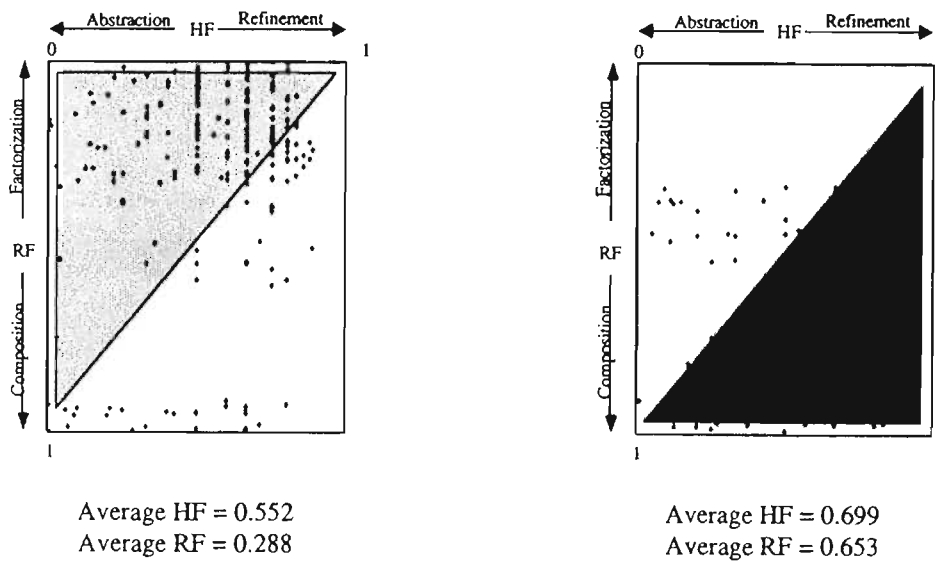 Abstraction HF Refinement
0 1
Factorization
RF
Composition
1
Average HF = 0.552
Average RF = 0.288
Abstraction HF Refinement
0
Factorization
RF
Composition
1
Average HF = 0.699
Average RF = 0.653